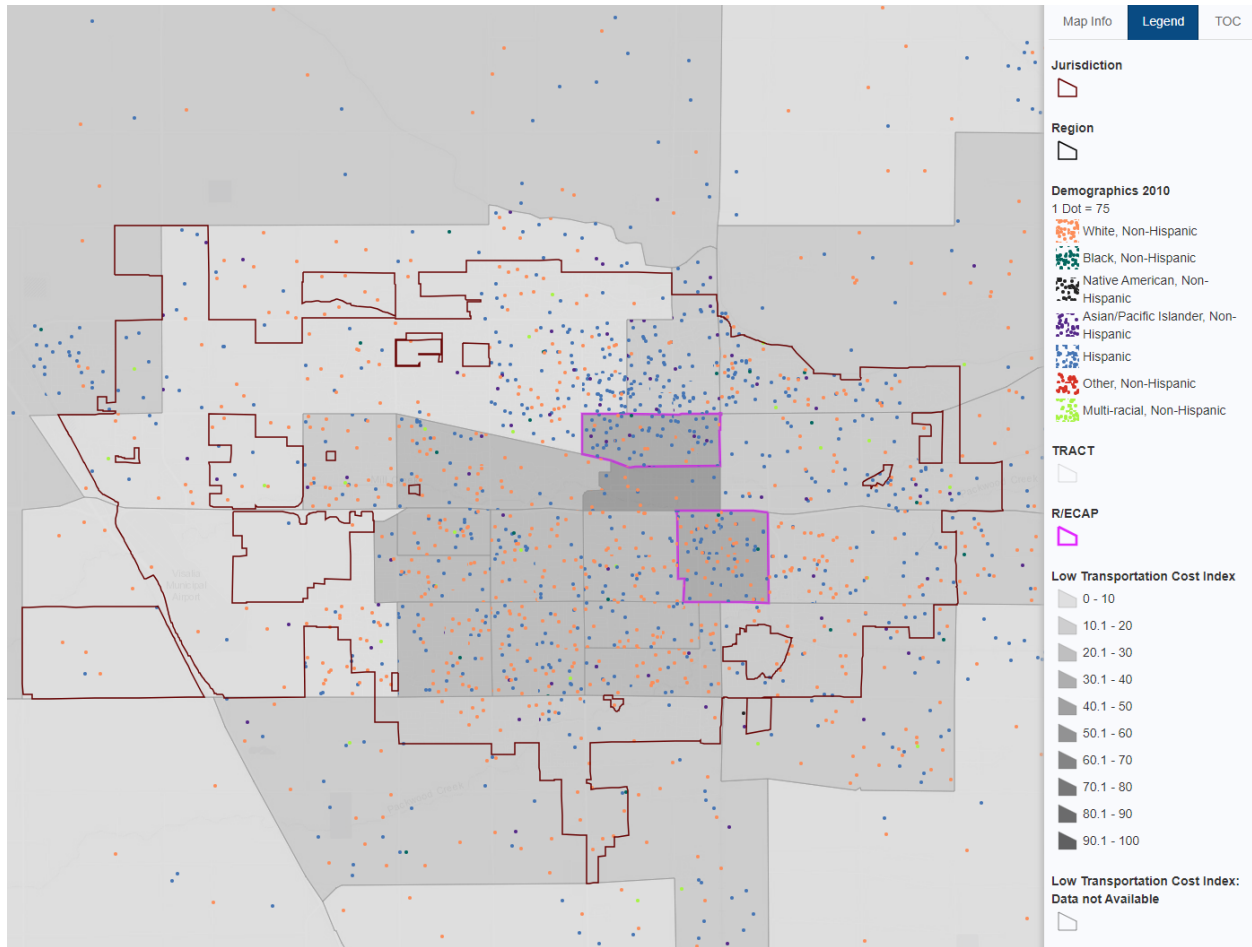 Map Info
Legend
TOC
Jurisdiction
Region
Demographics 2010
1 Dot = 75
White, Non-Hispanic
Black, Non-Hispanic
Native American, Non-
Hispanic
Asian/Pacific Islander, Non-
Hispanic
Hispanic
Other, Non-Hispanic
Multi-racial, Non-Hispanic
TRACT
R/ECAP
Low Transportation Cost Index
0 - 10
10.1 - 20
20.1 - 30
30.1 - 40
40.1 - 50
50.1 - 60
60.1 - 70
70.1 - 80
80.1 - 90
90.1 - 100
Low Transportation Cost Index:
Data not Available
Visalia
Municipal
Airport